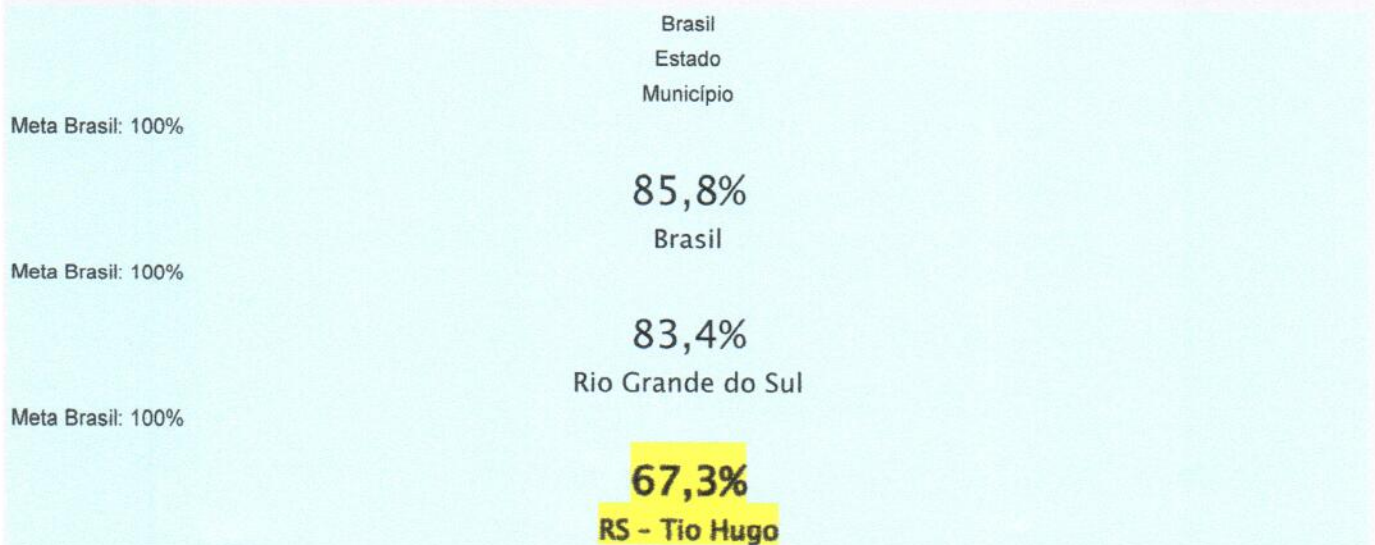 Brasil
Estado
Município
Meta Brasil: 100%
85,8%
Brasil
Meta Brasil: 100%
83,4%
Rio Grande do Sul
Meta Brasil: 100%
67,3%
RS - Tio Hugo